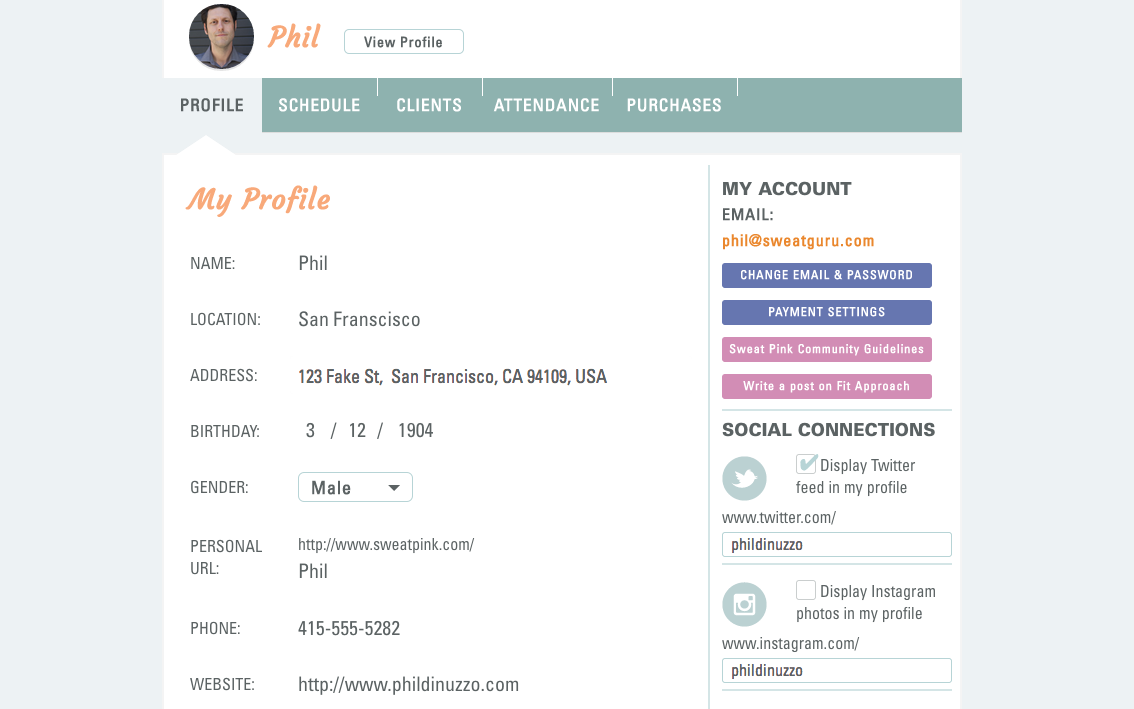 Phil
View Profile
PROFILE
SCHEDULE
CLIENTS
ATTENDANCE
PURCHASES
My Profile
NAME: Phil
LOCATION: San Franscisco
ADDRESS: 123 Fake St, San Francisco, CA 94109, USA
BIRTHDAY: 3 / 12 / 1904
GENDER: Male
PERSONAL http://www.sweatpink.com/
URL: Phil
PHONE: 415-555-5282
WEBSITE: http://www.phildinuzzo.com
MY ACCOUNT
EMAIL:
phil@sweatguru.com
CHANGE EMAIL & PASSWORD
PAYMENT SETTINGS
Sweat Pink Community Guidelines
Write a post on Fit Approach
SOCIAL CONNECTIONS
Display Twitter
feed in my profile
www.twitter.com/
phildinuzzo
Display Instagram
photos in my profile
www.instagram.com/
phildinuzzo